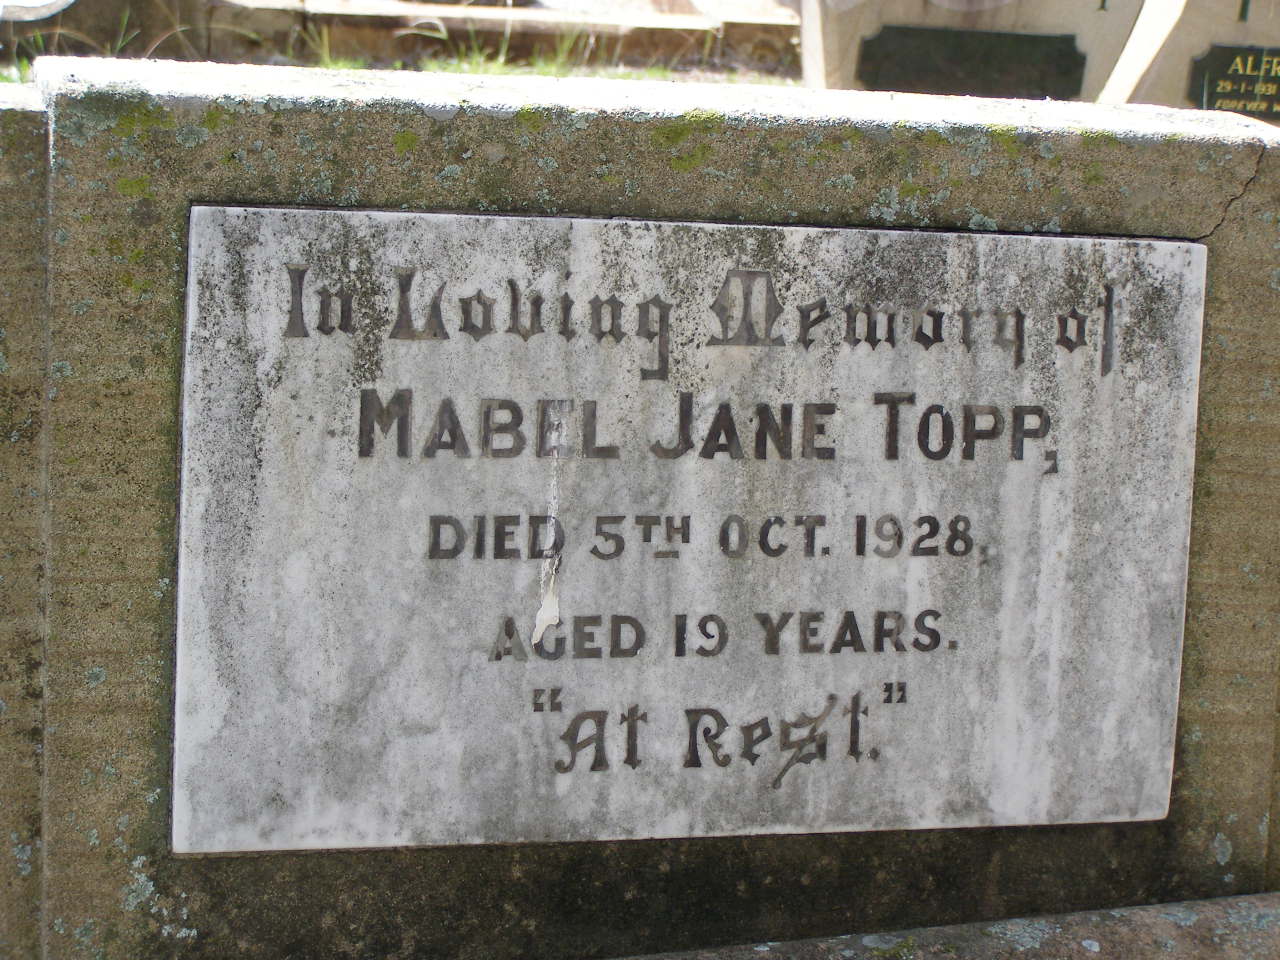 In Loving Memory of
MABEL JANE TOPP,
DIED 5TH OCT. 1928.
AGED 19 YEARS.
"At Rest."
29-1-1931
FOREVER